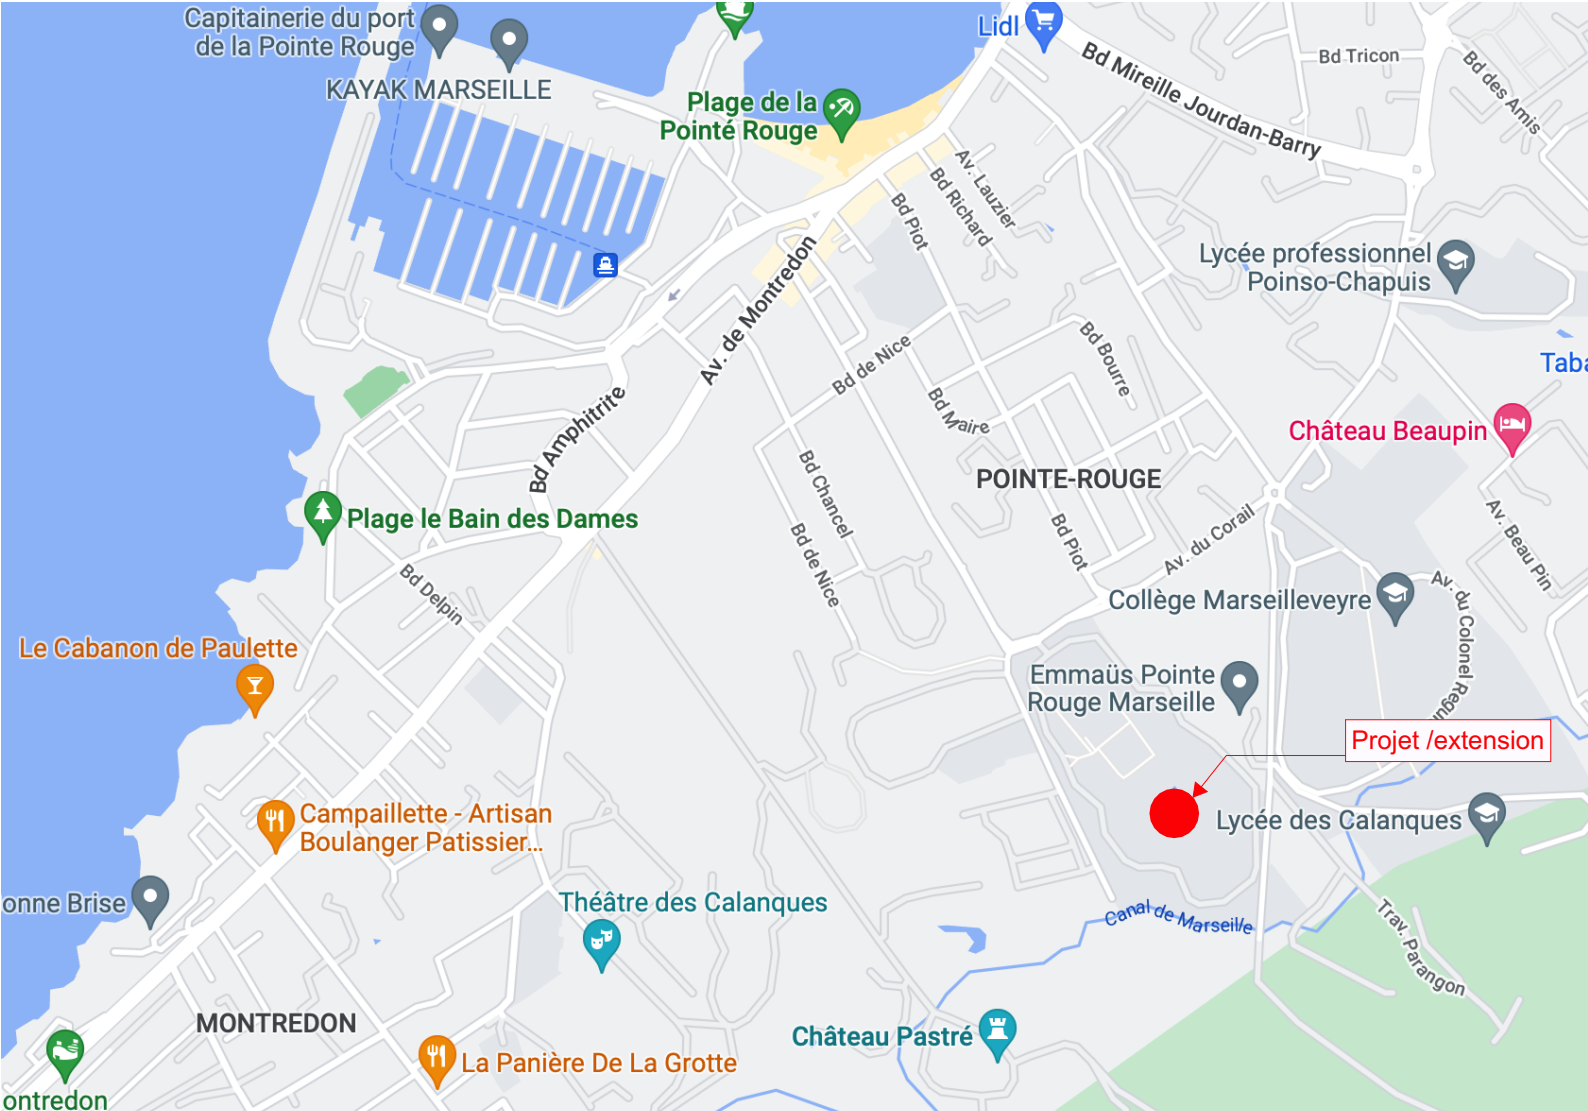 Capitainerie du port
de la Pointe Rouge
KAYAK MARSEILLE
Lidl
Bd Tricon
Bd des Amis
Bd Mireille Jourdan-Barry
Plage de la
Pointé Rouge
Av. Lauzier
Bd Richard
Bd Piot
Lycée professionnel
Poinso-Chapuis
Av. de Montredon
Bd de Nice
Bd Bourre
Taba
Bd Amphitrite
Bd Maire
Château Beaupin
POINTE-ROUGE
Bd Chancel
Plage le Bain des Dames
Bd de Nice
Bd Piot
Av. du Corail
Av. Beau Pin
Bd Delpin
Collège Marseilleveyre
Av. du Colonel Regu
Le Cabanon de Paulette
Emmaüs Pointe
Rouge Marseille
Projet /extension
Campaillette - Artisan
Boulanger Patissier...
Lycée des Calanques
onne Brise
Théâtre des Calanques
Canal de Marseille
Trav. Parangon
MONTREDON
Château Pastré
La Panière De La Grotte
ontredon